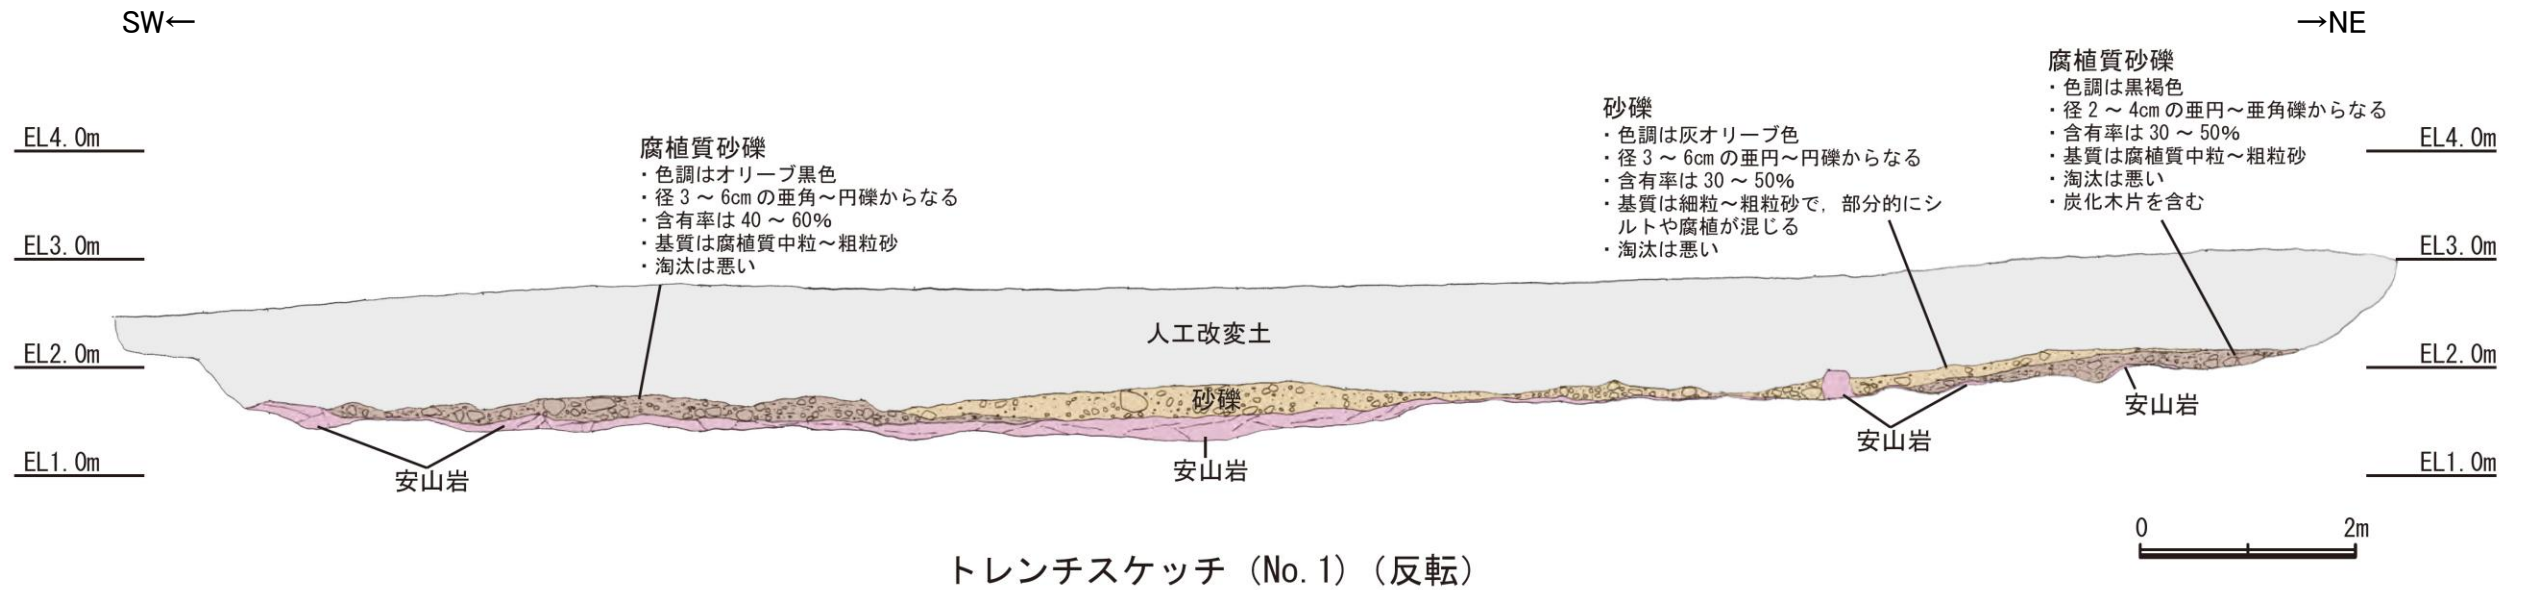 SW←
→NE
腐植質砂礫
・色調は黒褐色
・径 2 ～ 4cm の亜円～亜角礫からなる
・含有率は 30 ～ 50%
・基質は腐植質中粒～粗粒砂
・淘汰は悪い
・炭化木片を含む
砂礫
・色調は灰オリーブ色
・径 3 ～ 6cm の亜円～円礫からなる
・含有率は 30 ～ 50%
・基質は細粒～粗粒砂で，部分的にシ
ルトや腐植が混じる
・淘汰は悪い
腐植質砂礫
・色調はオリーブ黒色
・径 3 ～ 6cm の亜角～円礫からなる
・含有率は 40 ～ 60%
・基質は腐植質中粒～粗粒砂
・淘汰は悪い
EL4.0m
EL4.0m
EL3.0m
EL3.0m
人工改変土
EL2.0m
EL2.0m
砂礫
安山岩
安山岩
EL1.0m
EL1.0m
安山岩
安山岩
0 2m
トレンチスケッチ（No.1）（反転）